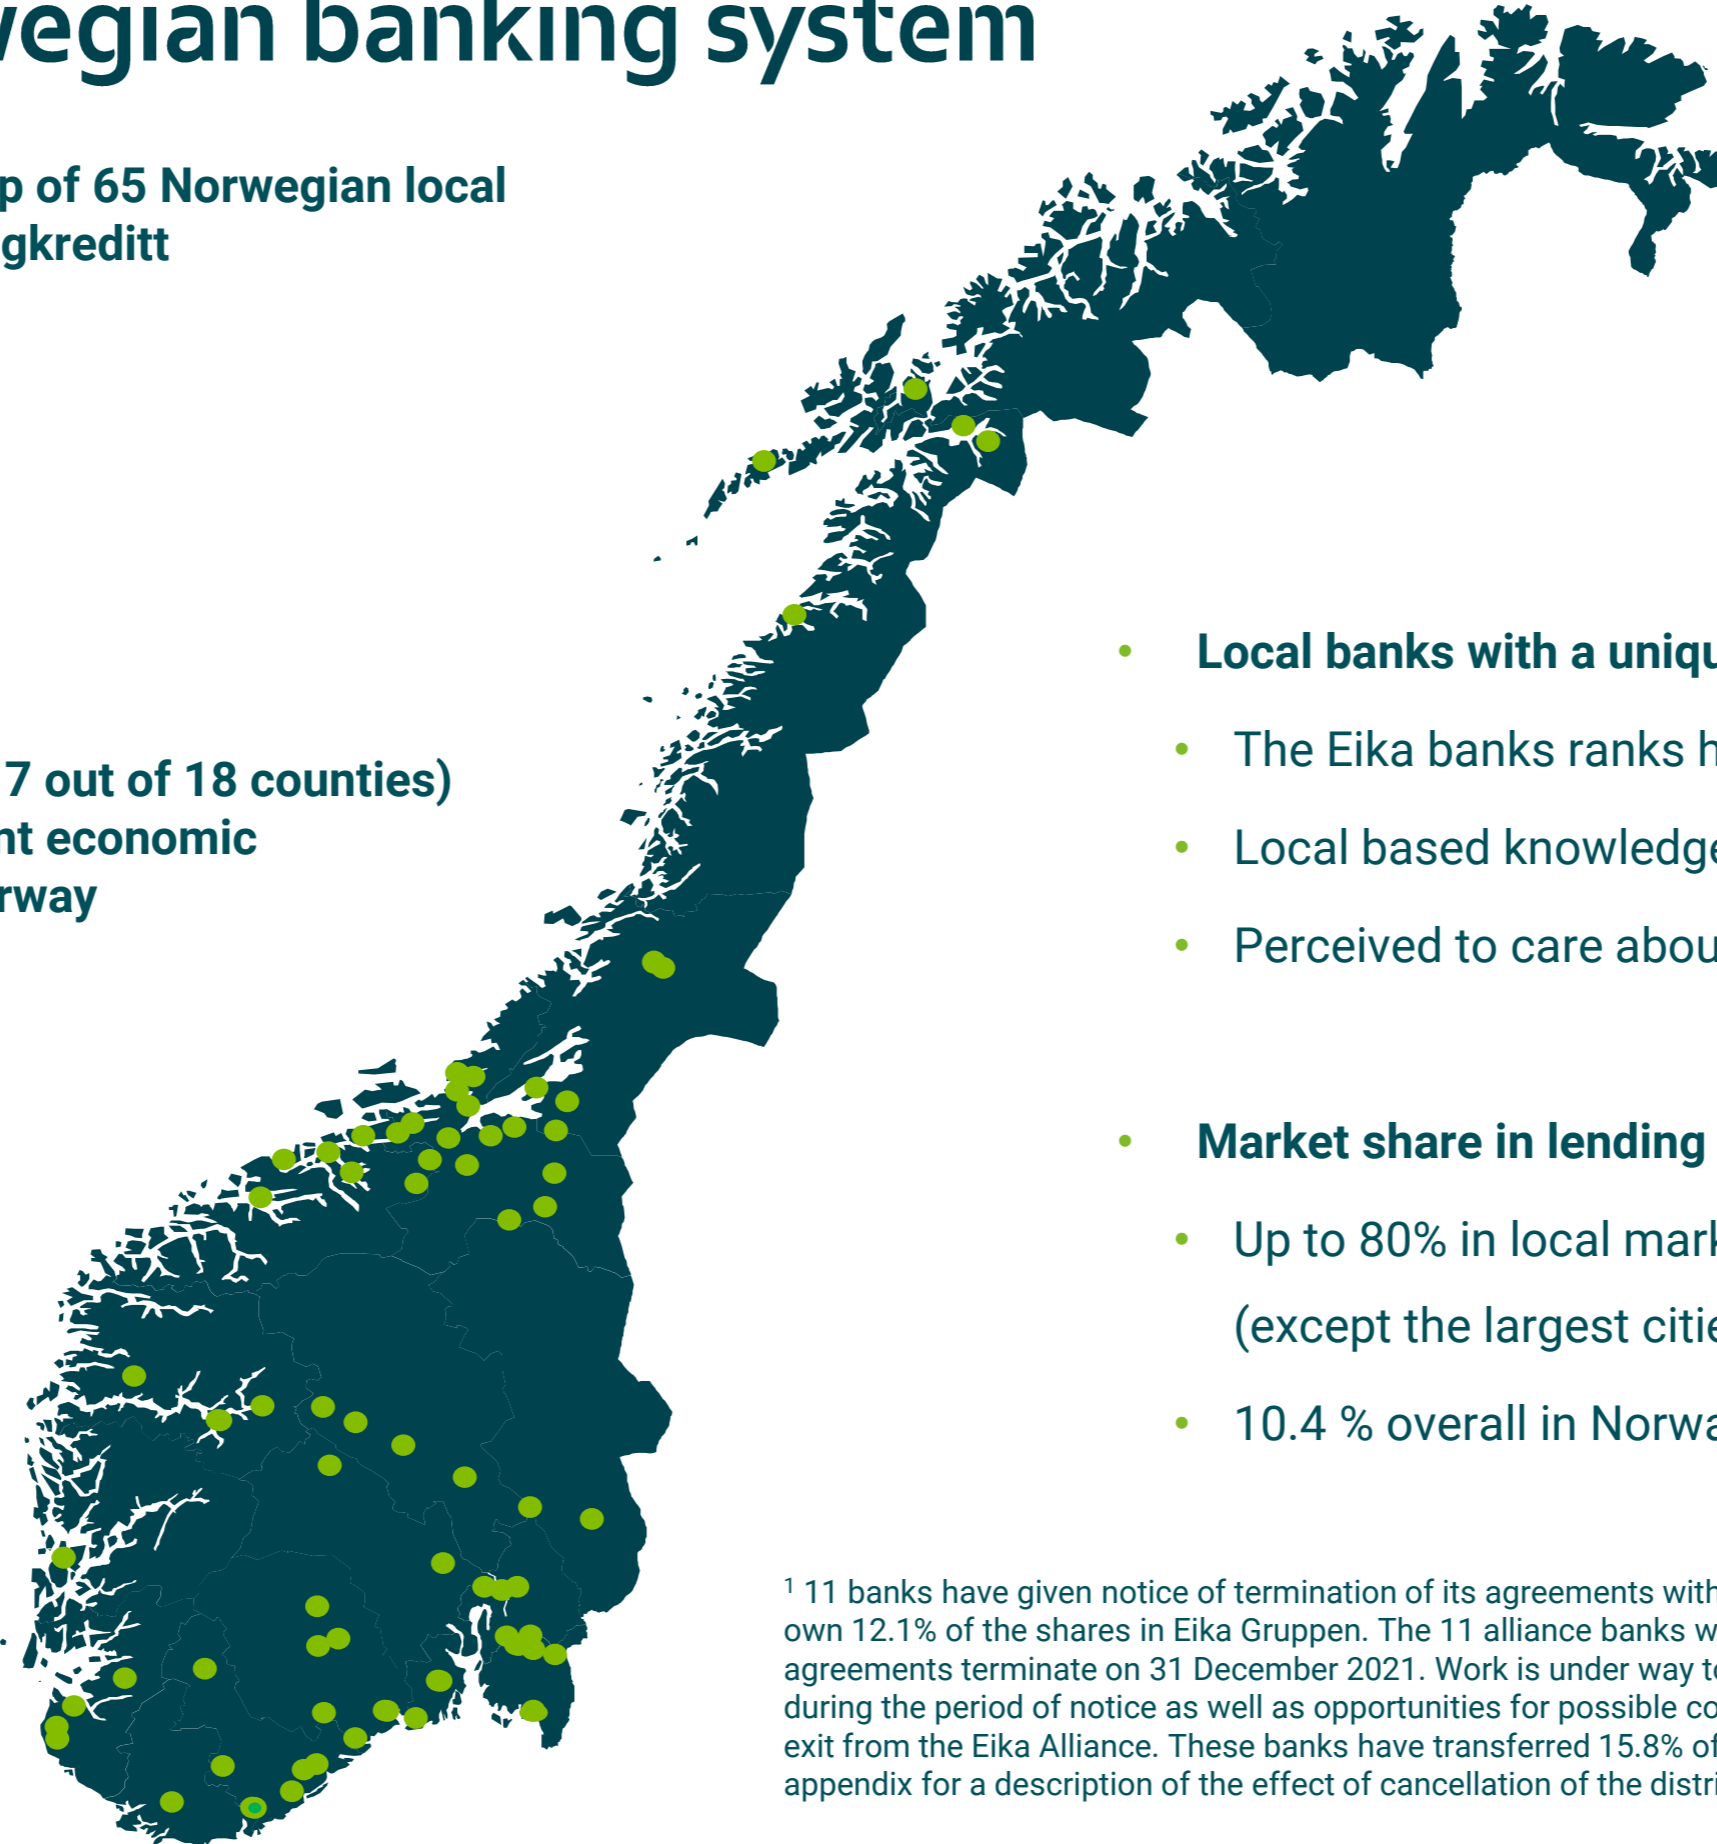 wegian banking system
p of 65 Norwegian local
gkreditt
7 out of 18 counties)
nt economic
rway
• Local banks with a uniqu
• The Eika banks ranks h
• Local based knowledge
• Perceived to care abou
• Market share in lending
• Up to 80% in local mark
(except the largest citie
• 10.4 % overall in Norwa
1 11 banks have given notice of termination of its agreements with
own 12.1% of the shares in Eika Gruppen. The 11 alliance banks w
agreements terminate on 31 December 2021. Work is under way to
during the period of notice as well as opportunities for possible co
exit from the Eika Alliance. These banks have transferred 15.8% of
appendix for a description of the effect of cancellation of the distri